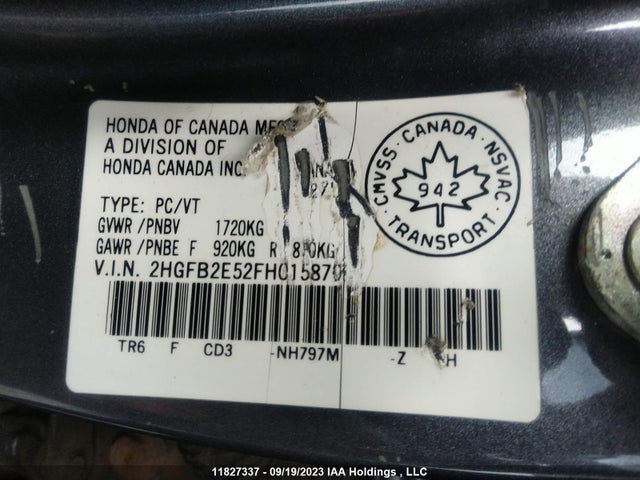 HONDA OF CANADA
A DIVISION OF
HONDA CANADA INC
TYPE: PC/VT
GVWR /PNBV 1720KG
GAWR /PNBE F 920KG R
V.I.N.
TR6 F CD3 -NH797M -Z
CMVSS · CANADA · NSVAC
942
TRANSPORT
11827337 - 09/19/2023 IAA Holdings , LLC